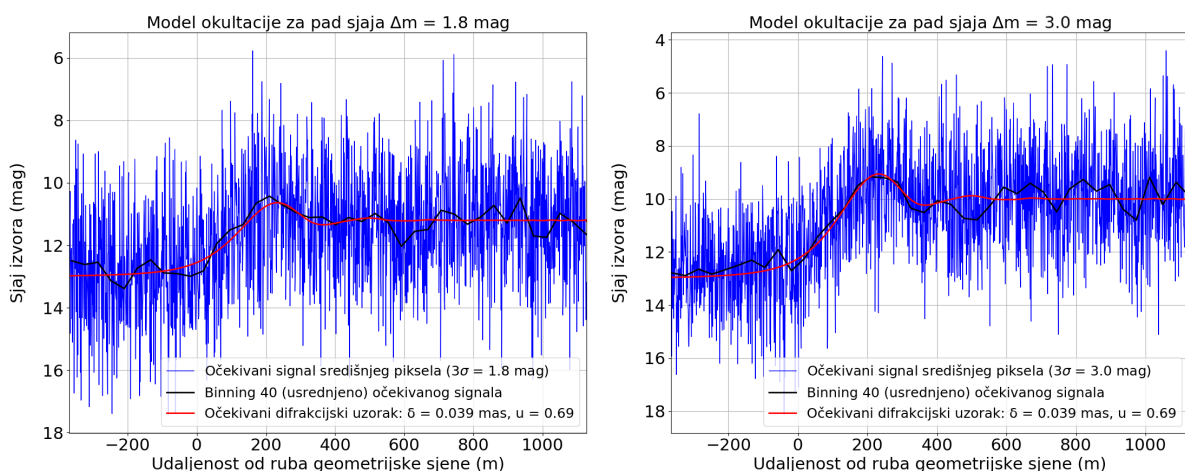 Model okultacije za pad sjaja Δm = 1.8 mag
6
8
10
12
14
16
18
Sjaj izvora (mag)
Očekivani signal središnjeg piksela (3σ = 1.8 mag)
Binning 40 (usrednjeno) očekivanog signala
Očekivani difrakcijski uzorak: δ = 0.039 mas, u = 0.69
−200 0 200 400 600 800 1000
Udaljenost od ruba geometrijske sjene (m)
Model okultacije za pad sjaja Δm = 3.0 mag
4
6
8
10
12
14
16
18
Sjaj izvora (mag)
Očekivani signal središnjeg piksela (3σ = 3.0 mag)
Binning 40 (usrednjeno) očekivanog signala
Očekivani difrakcijski uzorak: δ = 0.039 mas, u = 0.69
−200 0 200 400 600 800 1000
Udaljenost od ruba geometrijske sjene (m)